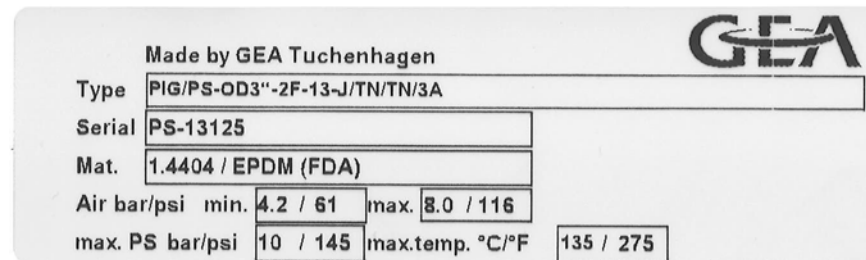 GEA
Made by GEA Tuchenhagen
Type PIG/PS-OD3"-2F-13-J/TN/TN/3A
Serial PS-13125
Mat. 1.4404 / EPDM (FDA)
Air bar/psi min. 4.2 / 61 max. 8.0 / 116
max. PS bar/psi 10 / 145 max.temp. °C/°F 135 / 275